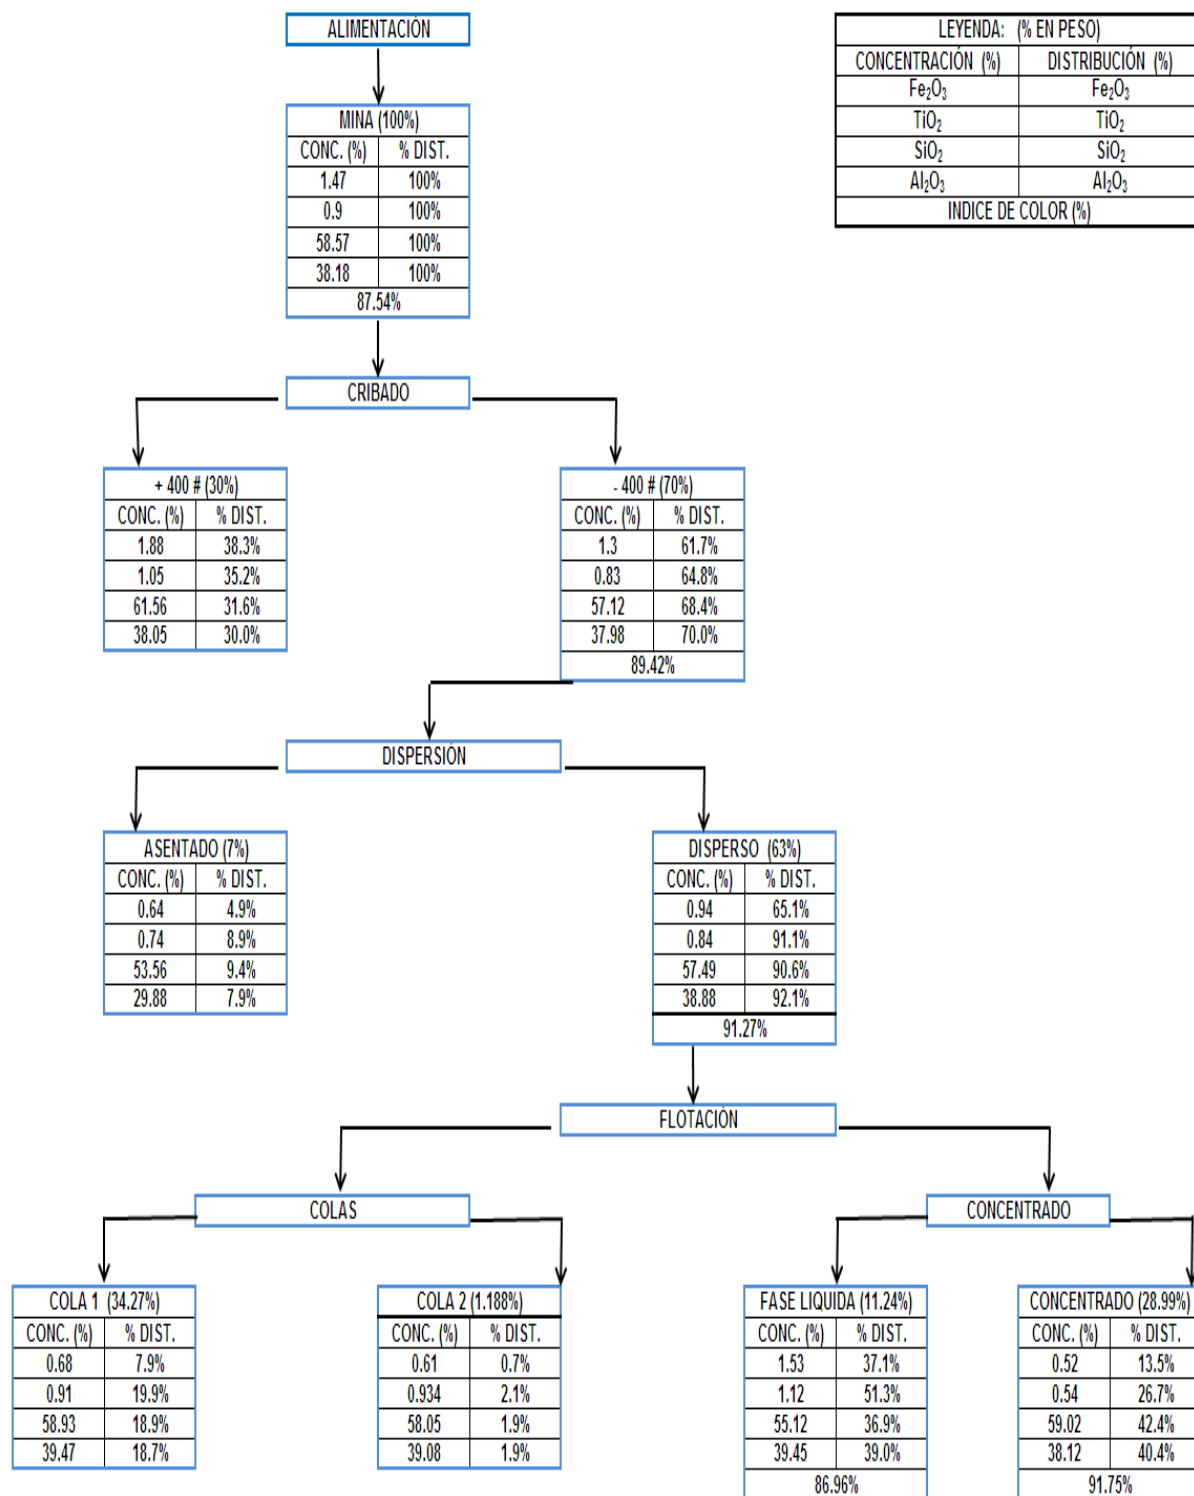 ALIMENTACIÓN
LEYENDA: (% EN PESO)
CONCENTRACIÓN (%) DISTRIBUCIÓN (%)
Fe₂O₃ Fe₂O₃
TiO₂ TiO₂
SiO₂ SiO₂
Al₂O₃ Al₂O₃
INDICE DE COLOR (%)
MINA (100%)
CONC. (%) % DIST.
1.47 100%
0.9 100%
58.57 100%
38.18 100%
87.54%
CRIBADO
+ 400 # (30%)
CONC. (%) % DIST.
1.88 38.3%
1.05 35.2%
61.56 31.6%
38.05 30.0%
- 400 # (70%)
CONC. (%) % DIST.
1.3 61.7%
0.83 64.8%
57.12 68.4%
37.98 70.0%
89.42%
DISPERSIÓN
ASENTADO (7%)
CONC. (%) % DIST.
0.64 4.9%
0.74 8.9%
53.56 9.4%
29.88 7.9%
DISPERSO (63%)
CONC. (%) % DIST.
0.94 65.1%
0.84 91.1%
57.49 90.6%
38.88 92.1%
91.27%
FLOTACIÓN
COLAS
CONCENTRADO
COLA 1 (34.27%)
CONC. (%) % DIST.
0.68 7.9%
0.91 19.9%
58.93 18.9%
39.47 18.7%
COLA 2 (1.188%)
CONC. (%) % DIST.
0.61 0.7%
0.934 2.1%
58.05 1.9%
39.08 1.9%
FASE LIQUIDA (11.24%)
CONC. (%) % DIST.
1.53 37.1%
1.12 51.3%
55.12 36.9%
39.45 39.0%
86.96%
CONCENTRADO (28.99%)
CONC. (%) % DIST.
0.52 13.5%
0.54 26.7%
59.02 42.4%
38.12 40.4%
91.75%